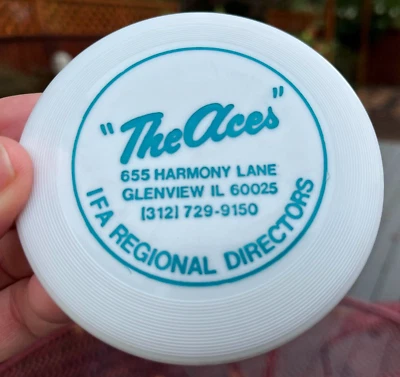 "The Aces"
655 HARMONY LANE
GLENVIEW IL 60025
[312] 729-9150
IFA REGIONAL DIRECTORS